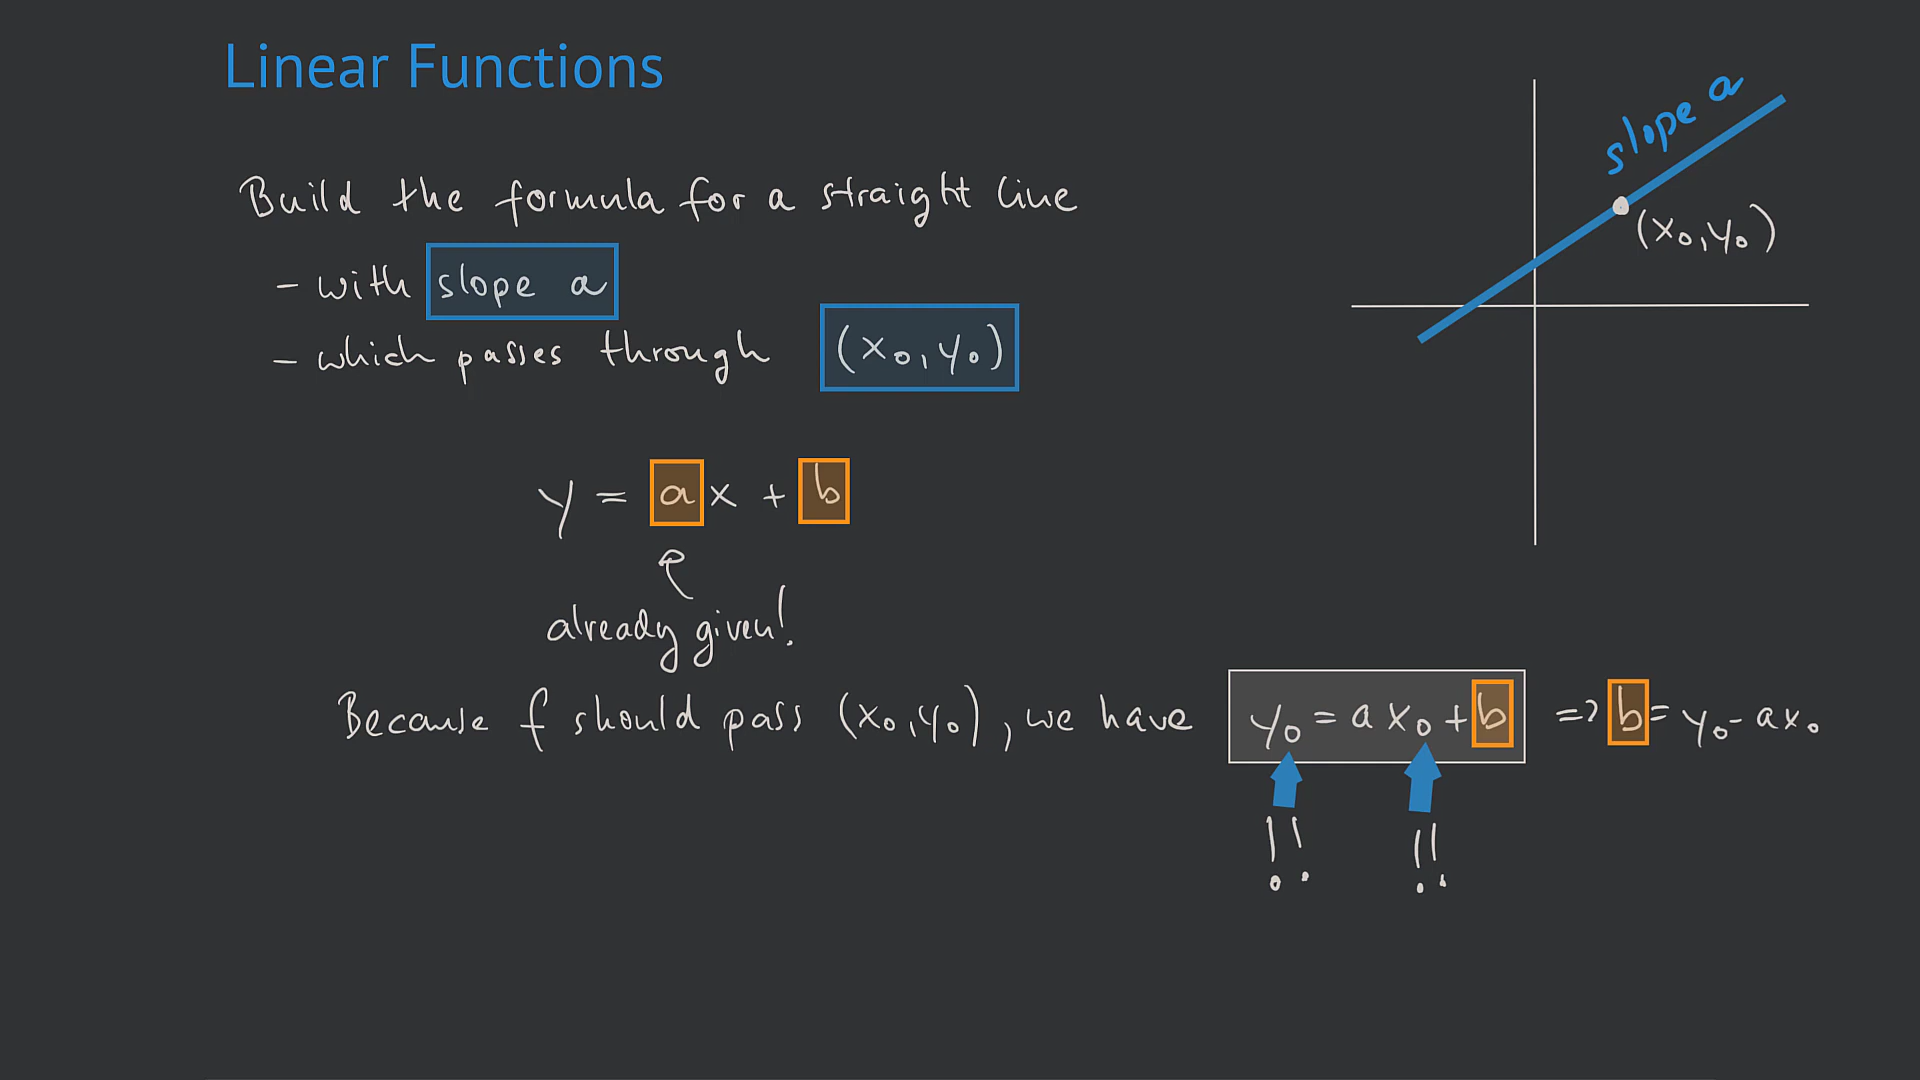 Linear Functions
slope a
(x₀, y₀)
Build the formula for a straight line
- with slope a
- which passes through (x₀, y₀)
y = a x + b
already given!
Because f should pass (x₀, y₀), we have y₀ = a x₀ + b => b = y₀ - a x₀
!! !!